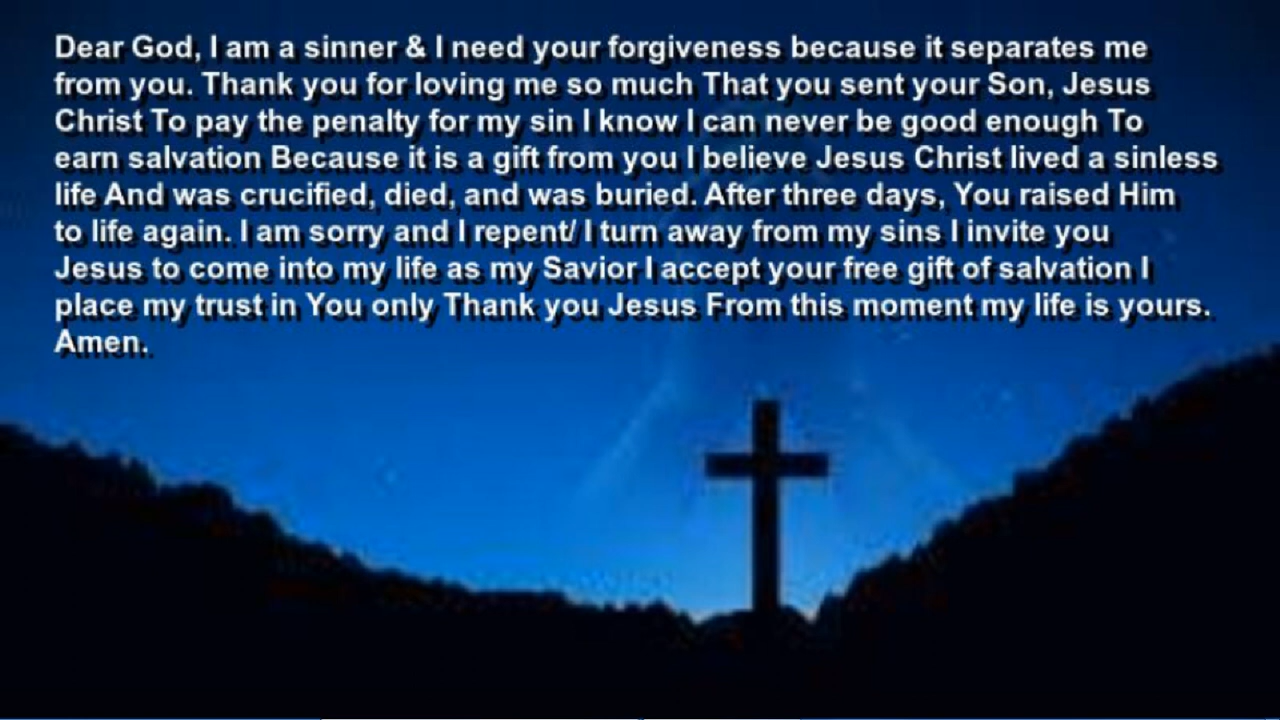 Dear God, I am a sinner & I need your forgiveness because it separates me
from you. Thank you for loving me so much That you sent your Son, Jesus
Christ To pay the penalty for my sin I know I can never be good enough To
earn salvation Because it is a gift from you I believe Jesus Christ lived a sinless
life And was crucified, died, and was buried. After three days, You raised Him
to life again. I am sorry and I repent/ I turn away from my sins I invite you
Jesus to come into my life as my Savior I accept your free gift of salvation I
place my trust in You only Thank you Jesus From this moment my life is yours.
Amen.